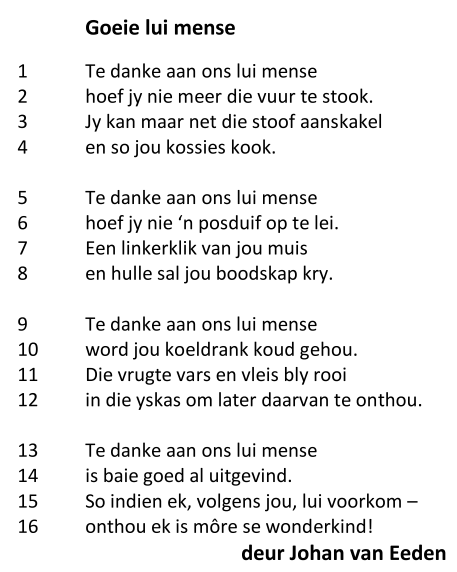 Goeie lui mense
1 Te danke aan ons lui mense
2 hoef jy nie meer die vuur te stook.
3 Jy kan maar net die stoof aanskakel
4 en so jou kossies kook.
5 Te danke aan ons lui mense
6 hoef jy nie ‘n posduif op te lei.
7 Een linkerklik van jou muis
8 en hulle sal jou boodskap kry.
9 Te danke aan ons lui mense
10 word jou koeldrank koud gehou.
11 Die vrugte vars en vleis bly rooi
12 in die yskas om later daarvan te onthou.
13 Te danke aan ons lui mense
14 is baie goed al uitgevind.
15 So indien ek, volgens jou, lui voorkom –
16 onthou ek is môre se wonderkind!
deur Johan van Eeden